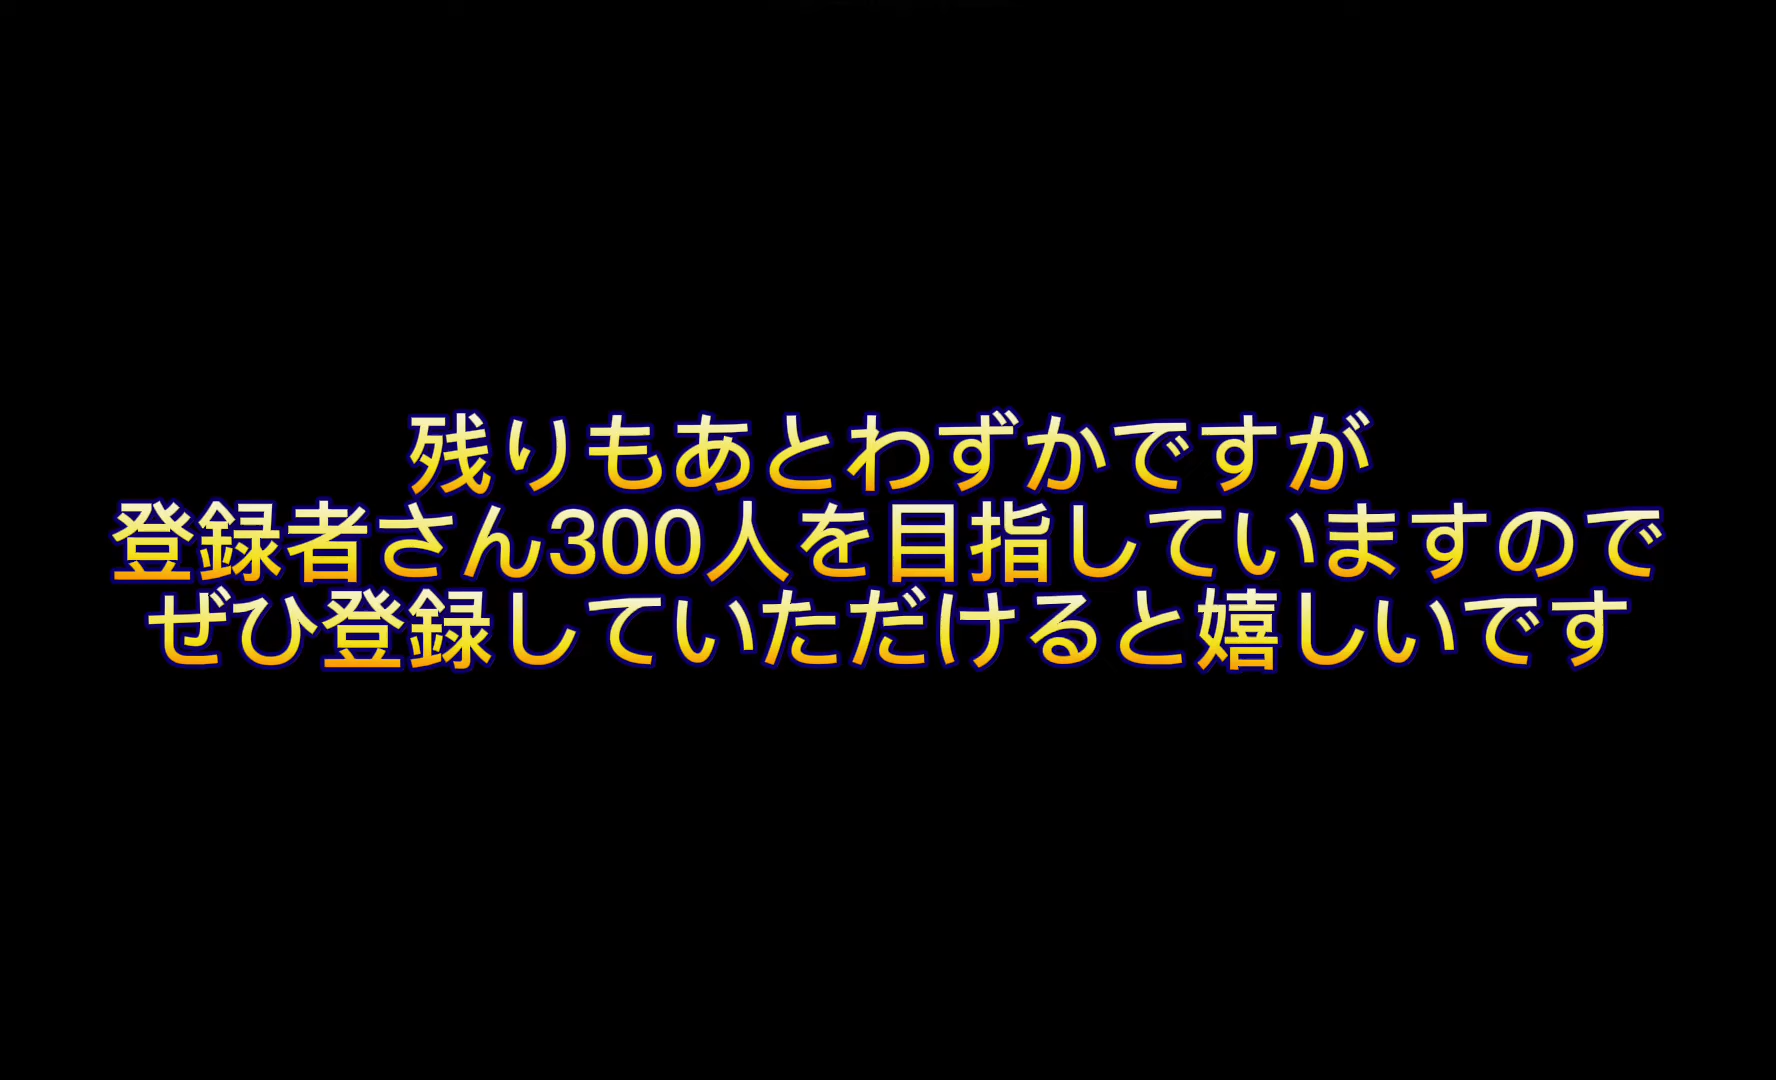 残りもあとわずかですが
登録者さん300人を目指していますので
ぜひ登録していただけると嬉しいです